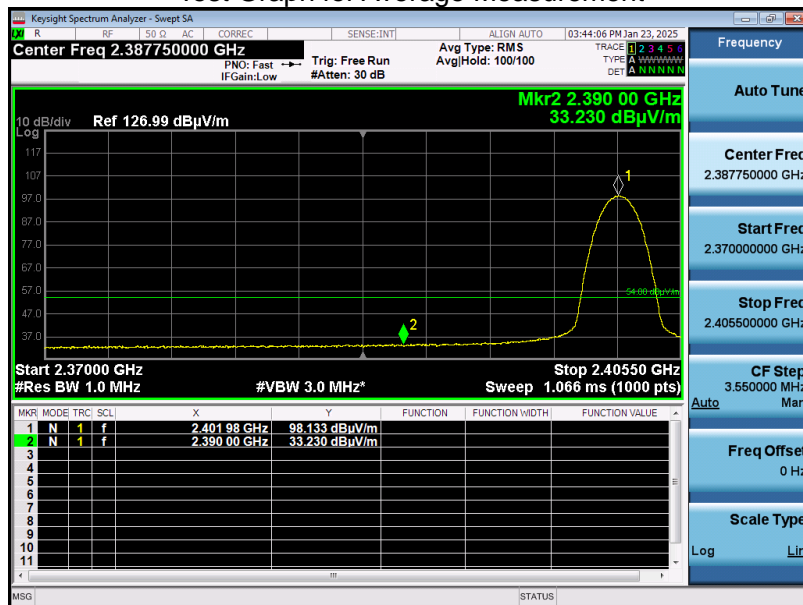 Test Graph for Average Measurement
Keysight Spectrum Analyzer - Swept SA
LXI R RF 50 Ω AC CORREC SENSE:INT ALIGN AUTO 03:44:06 PM Jan 23, 2025
Center Freq 2.387750000 GHz
PNO: Fast
IFGain:Low
Trig: Free Run
#Atten: 30 dB
Avg Type: RMS
Avg|Hold: 100/100
TRACE 1 2 3 4 5 6
TYPE A WWWWW
DET A N N N N N
Mkr2 2.390 00 GHz
33.230 dBµV/m
10 dB/div Ref 126.99 dBµV/m
Log
117
107
97.0
87.0
77.0
67.0
57.0
47.0
37.0
1
2
54.00 dBµV/m
Start 2.37000 GHz Stop 2.40550 GHz
#Res BW 1.0 MHz #VBW 3.0 MHz* Sweep 1.066 ms (1000 pts)
MKR MODE TRC SCL X Y FUNCTION FUNCTION WIDTH FUNCTION VALUE
1 N 1 f 2.401 98 GHz 98.133 dBµV/m
2 N 1 f 2.390 00 GHz 33.230 dBµV/m
3
4
5
6
7
8
9
10
11
MSG STATUS
Frequency
Auto Tune
Center Freq
2.387750000 GHz
Start Freq
2.370000000 GHz
Stop Freq
2.405500000 GHz
CF Step
3.550000 MHz
Auto Man
Freq Offset
0 Hz
Scale Type
Log Lin